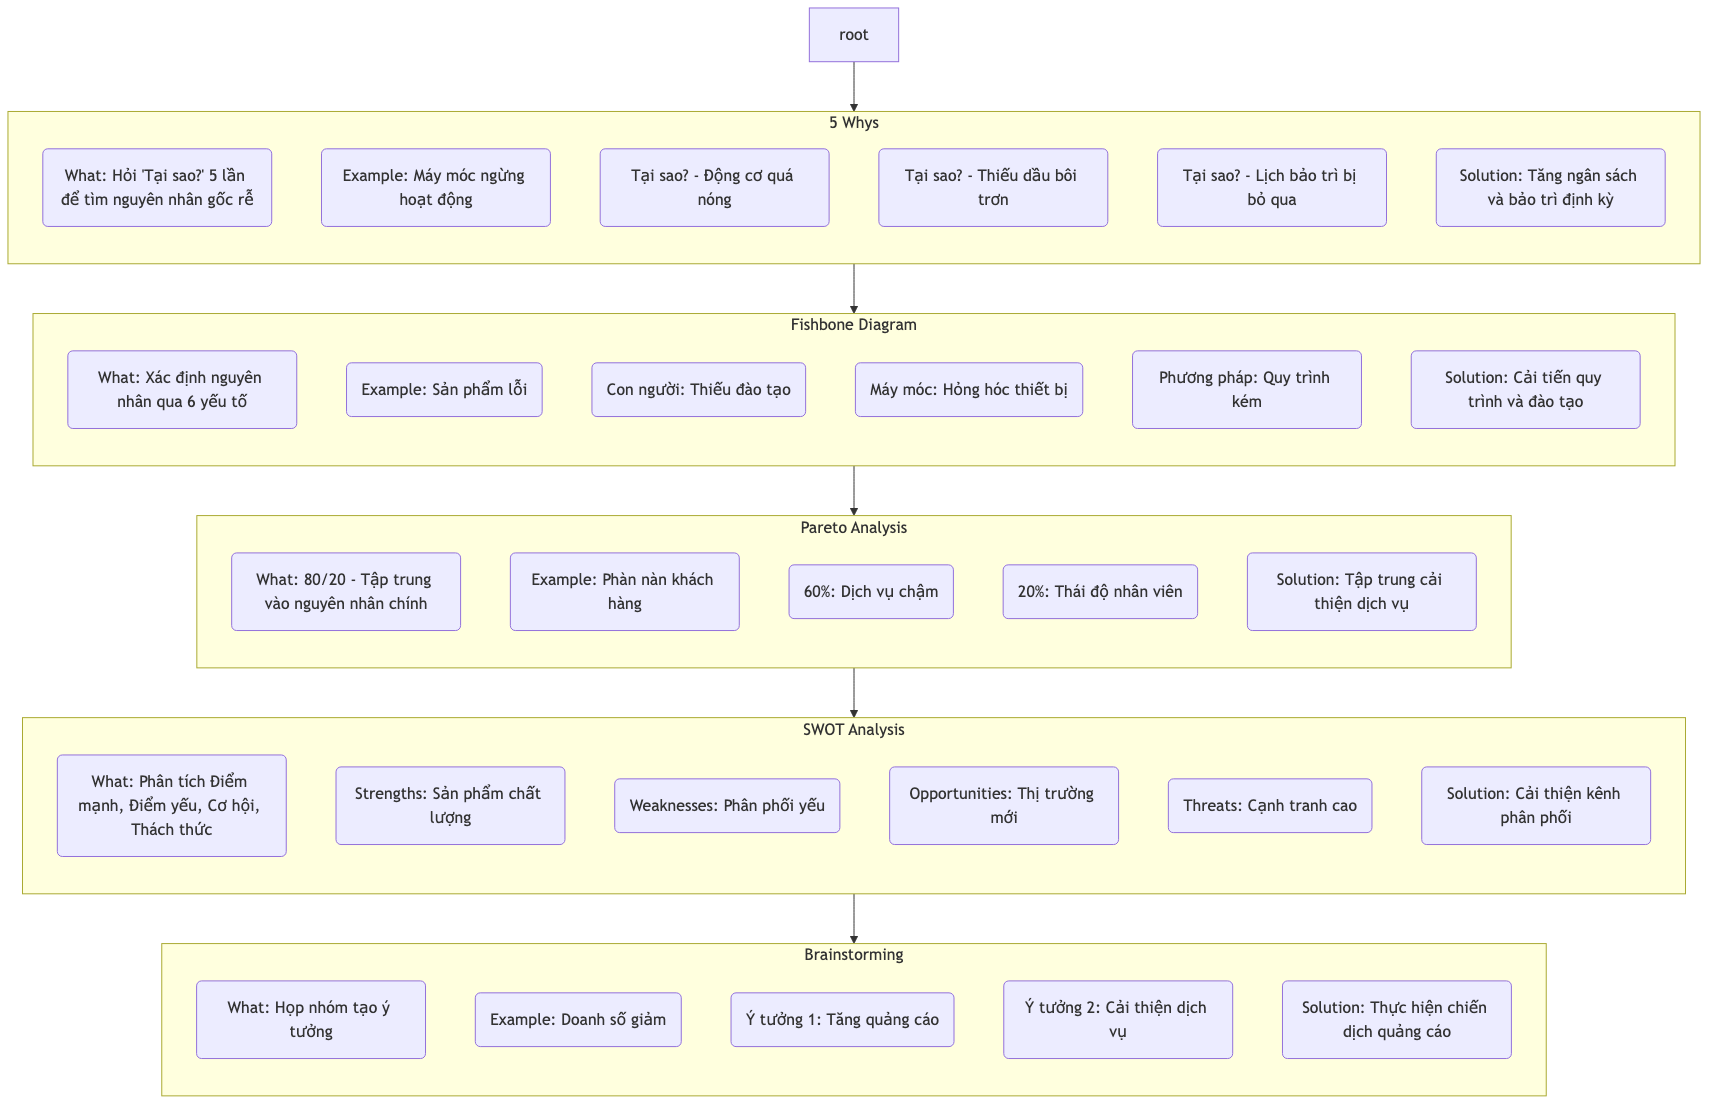 root
5 Whys
What: Hỏi 'Tại sao?' 5 lần
để tìm nguyên nhân gốc rễ
Example: Máy móc ngừng
hoạt động
Tại sao? - Động cơ quá
nóng
Tại sao? - Thiếu dầu bôi
trơn
Tại sao? - Lịch bảo trì bị
bỏ qua
Solution: Tăng ngân sách
và bảo trì định kỳ
Fishbone Diagram
What: Xác định nguyên
nhân qua 6 yếu tố
Example: Sản phẩm lỗi
Con người: Thiếu đào tạo
Máy móc: Hỏng hóc thiết bị
Phương pháp: Quy trình
kém
Solution: Cải tiến quy
trình và đào tạo
Pareto Analysis
What: 80/20 - Tập trung
vào nguyên nhân chính
Example: Phàn nàn khách
hàng
60%: Dịch vụ chậm
20%: Thái độ nhân viên
Solution: Tập trung cải
thiện dịch vụ
SWOT Analysis
What: Phân tích Điểm
mạnh, Điểm yếu, Cơ hội,
Thách thức
Strengths: Sản phẩm chất
lượng
Weaknesses: Phân phối yếu
Opportunities: Thị trường
mới
Threats: Cạnh tranh cao
Solution: Cải thiện kênh
phân phối
Brainstorming
What: Họp nhóm tạo ý
tưởng
Example: Doanh số giảm
Ý tưởng 1: Tăng quảng cáo
Ý tưởng 2: Cải thiện dịch
vụ
Solution: Thực hiện chiến
dịch quảng cáo